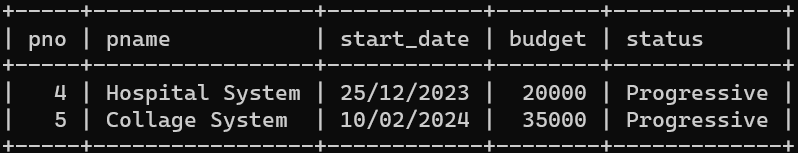 +-----+-----------------+------------+--------+-------------+
| pno | pname           | start_date | budget | status      |
+-----+-----------------+------------+--------+-------------+
|   4 | Hospital System | 25/12/2023 |  20000 | Progressive |
|   5 | Collage System  | 10/02/2024 |  35000 | Progressive |
+-----+-----------------+------------+--------+-------------+